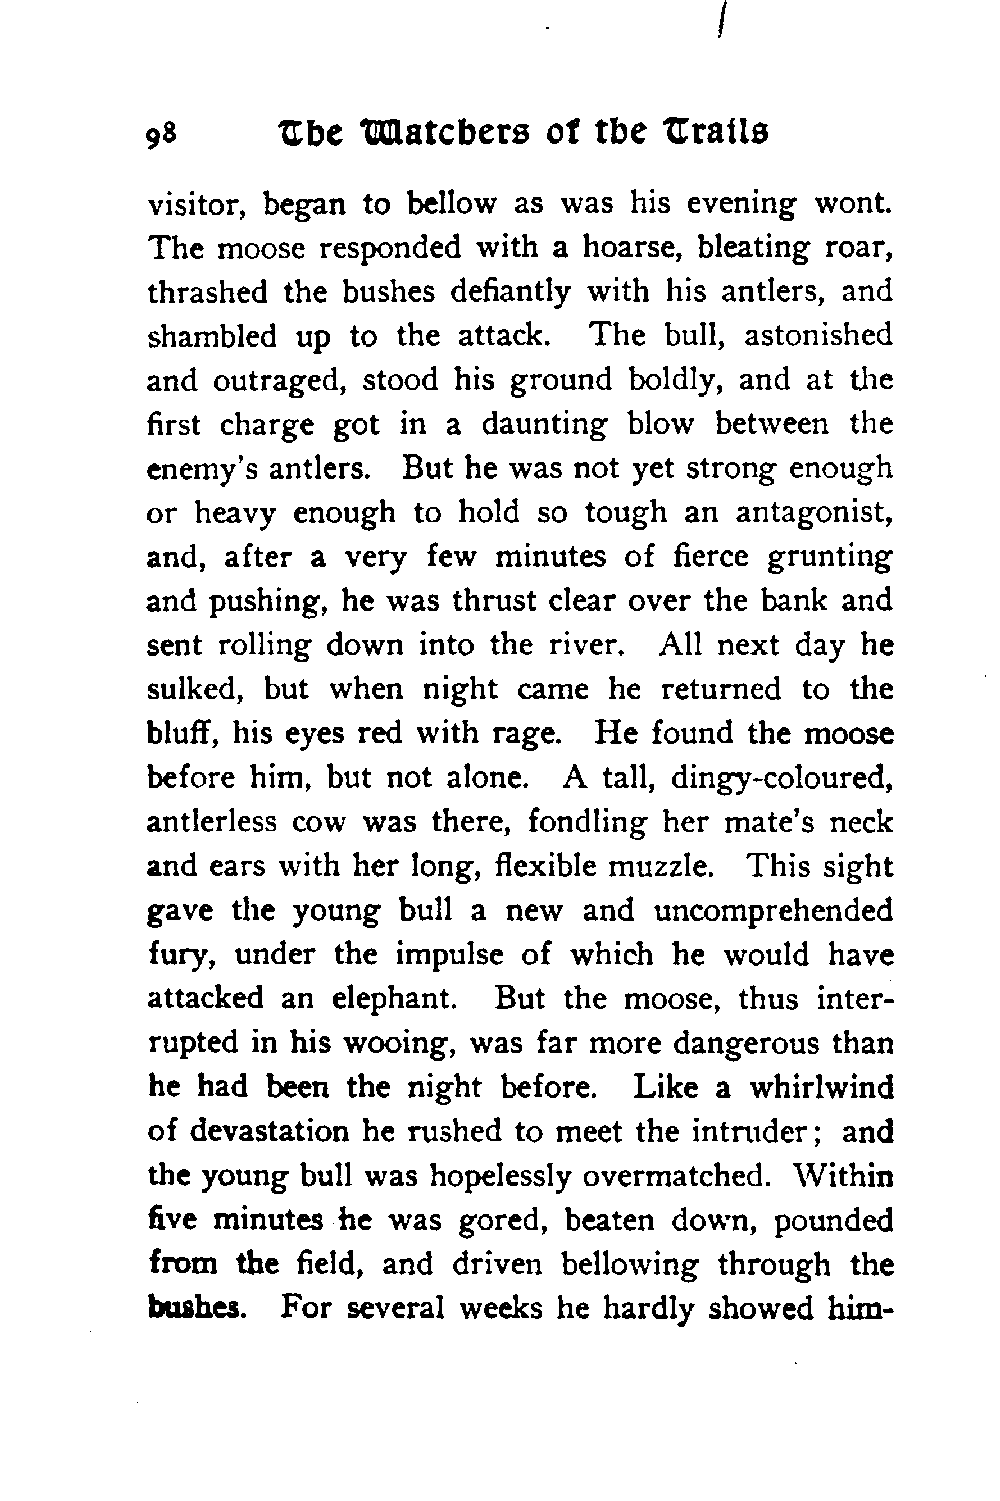 98 The Watchers of the Trails
visitor, began to bellow as was his evening wont.
The moose responded with a hoarse, bleating roar,
thrashed the bushes defiantly with his antlers, and
shambled up to the attack. The bull, astonished
and outraged, stood his ground boldly, and at the
first charge got in a daunting blow between the
enemy's antlers. But he was not yet strong enough
or heavy enough to hold so tough an antagonist,
and, after a very few minutes of fierce grunting
and pushing, he was thrust clear over the bank and
sent rolling down into the river. All next day he
sulked, but when night came he returned to the
bluff, his eyes red with rage. He found the moose
before him, but not alone. A tall, dingy-coloured,
antlerless cow was there, fondling her mate's neck
and ears with her long, flexible muzzle. This sight
gave the young bull a new and uncomprehended
fury, under the impulse of which he would have
attacked an elephant. But the moose, thus inter-
rupted in his wooing, was far more dangerous than
he had been the night before. Like a whirlwind
of devastation he rushed to meet the intruder; and
the young bull was hopelessly overmatched. Within
five minutes he was gored, beaten down, pounded
from the field, and driven bellowing through the
bushes. For several weeks he hardly showed him-